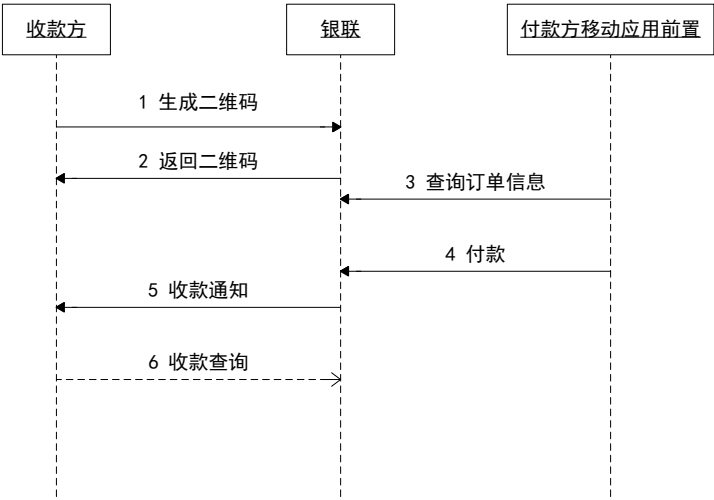 收款方
银联
付款方移动应用前置
1 生成二维码
2 返回二维码
3 查询订单信息
4 付款
5 收款通知
6 收款查询